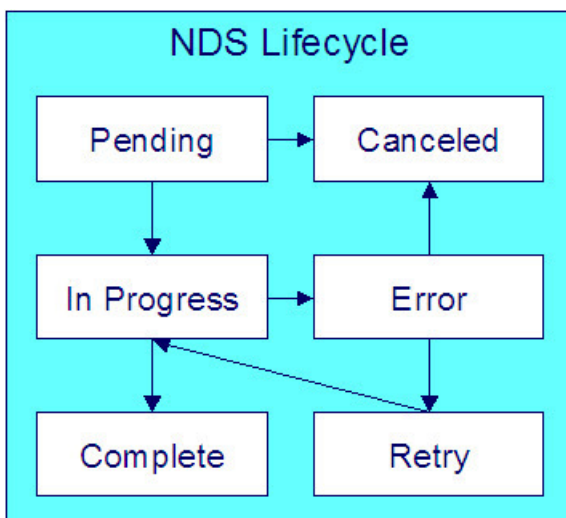 NDS Lifecycle
Pending
Canceled
In Progress
Error
Complete
Retry